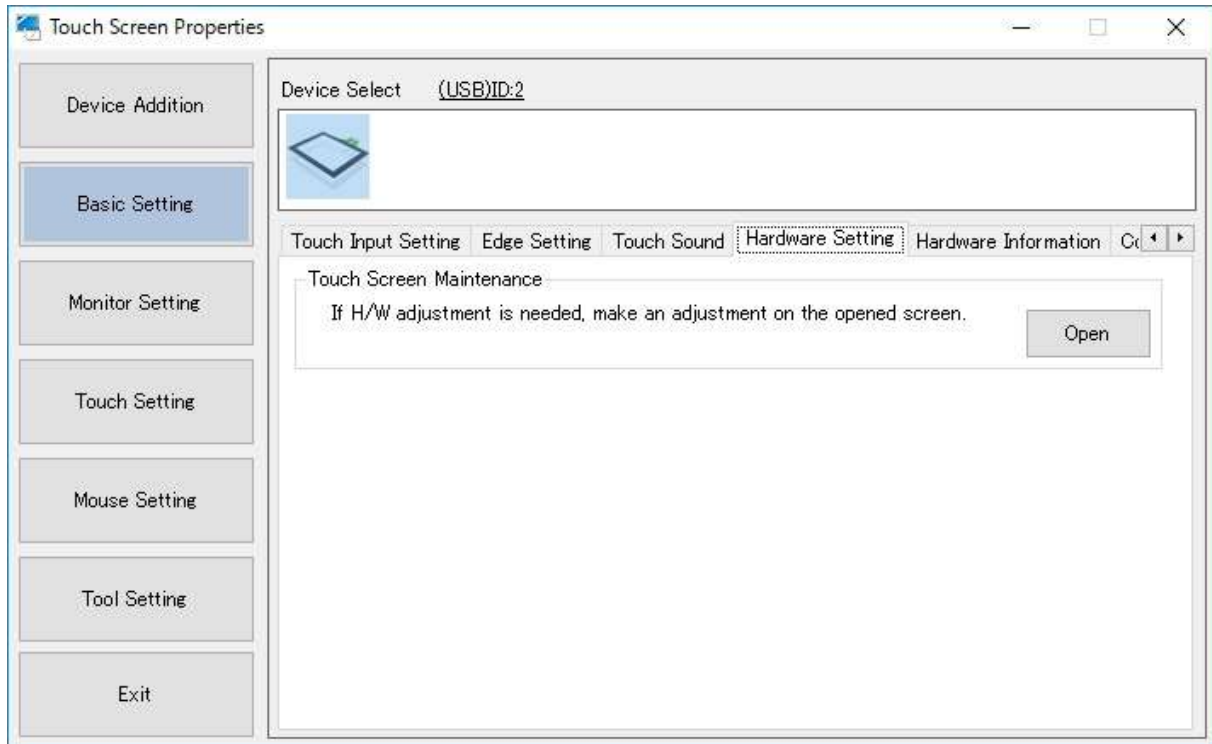 Touch Screen Properties
Device Addition
Basic Setting
Monitor Setting
Touch Setting
Mouse Setting
Tool Setting
Exit
Device Select (USB)ID:2
Touch Input Setting Edge Setting Touch Sound Hardware Setting Hardware Information
Touch Screen Maintenance
If H/W adjustment is needed, make an adjustment on the opened screen.
Open